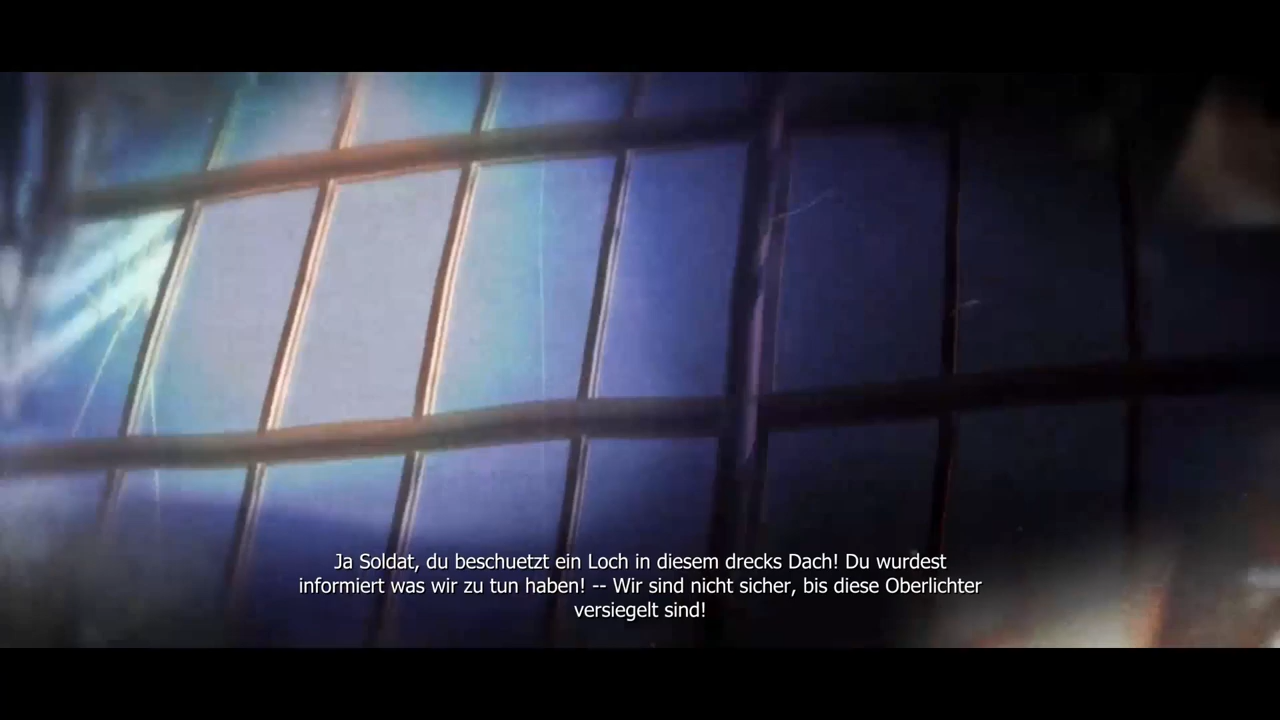 Ja Soldat, du beschuetzt ein Loch in diesem drecks Dach! Du wurdest
informiert was wir zu tun haben! -- Wir sind nicht sicher, bis diese Oberlichter
versiegelt sind!